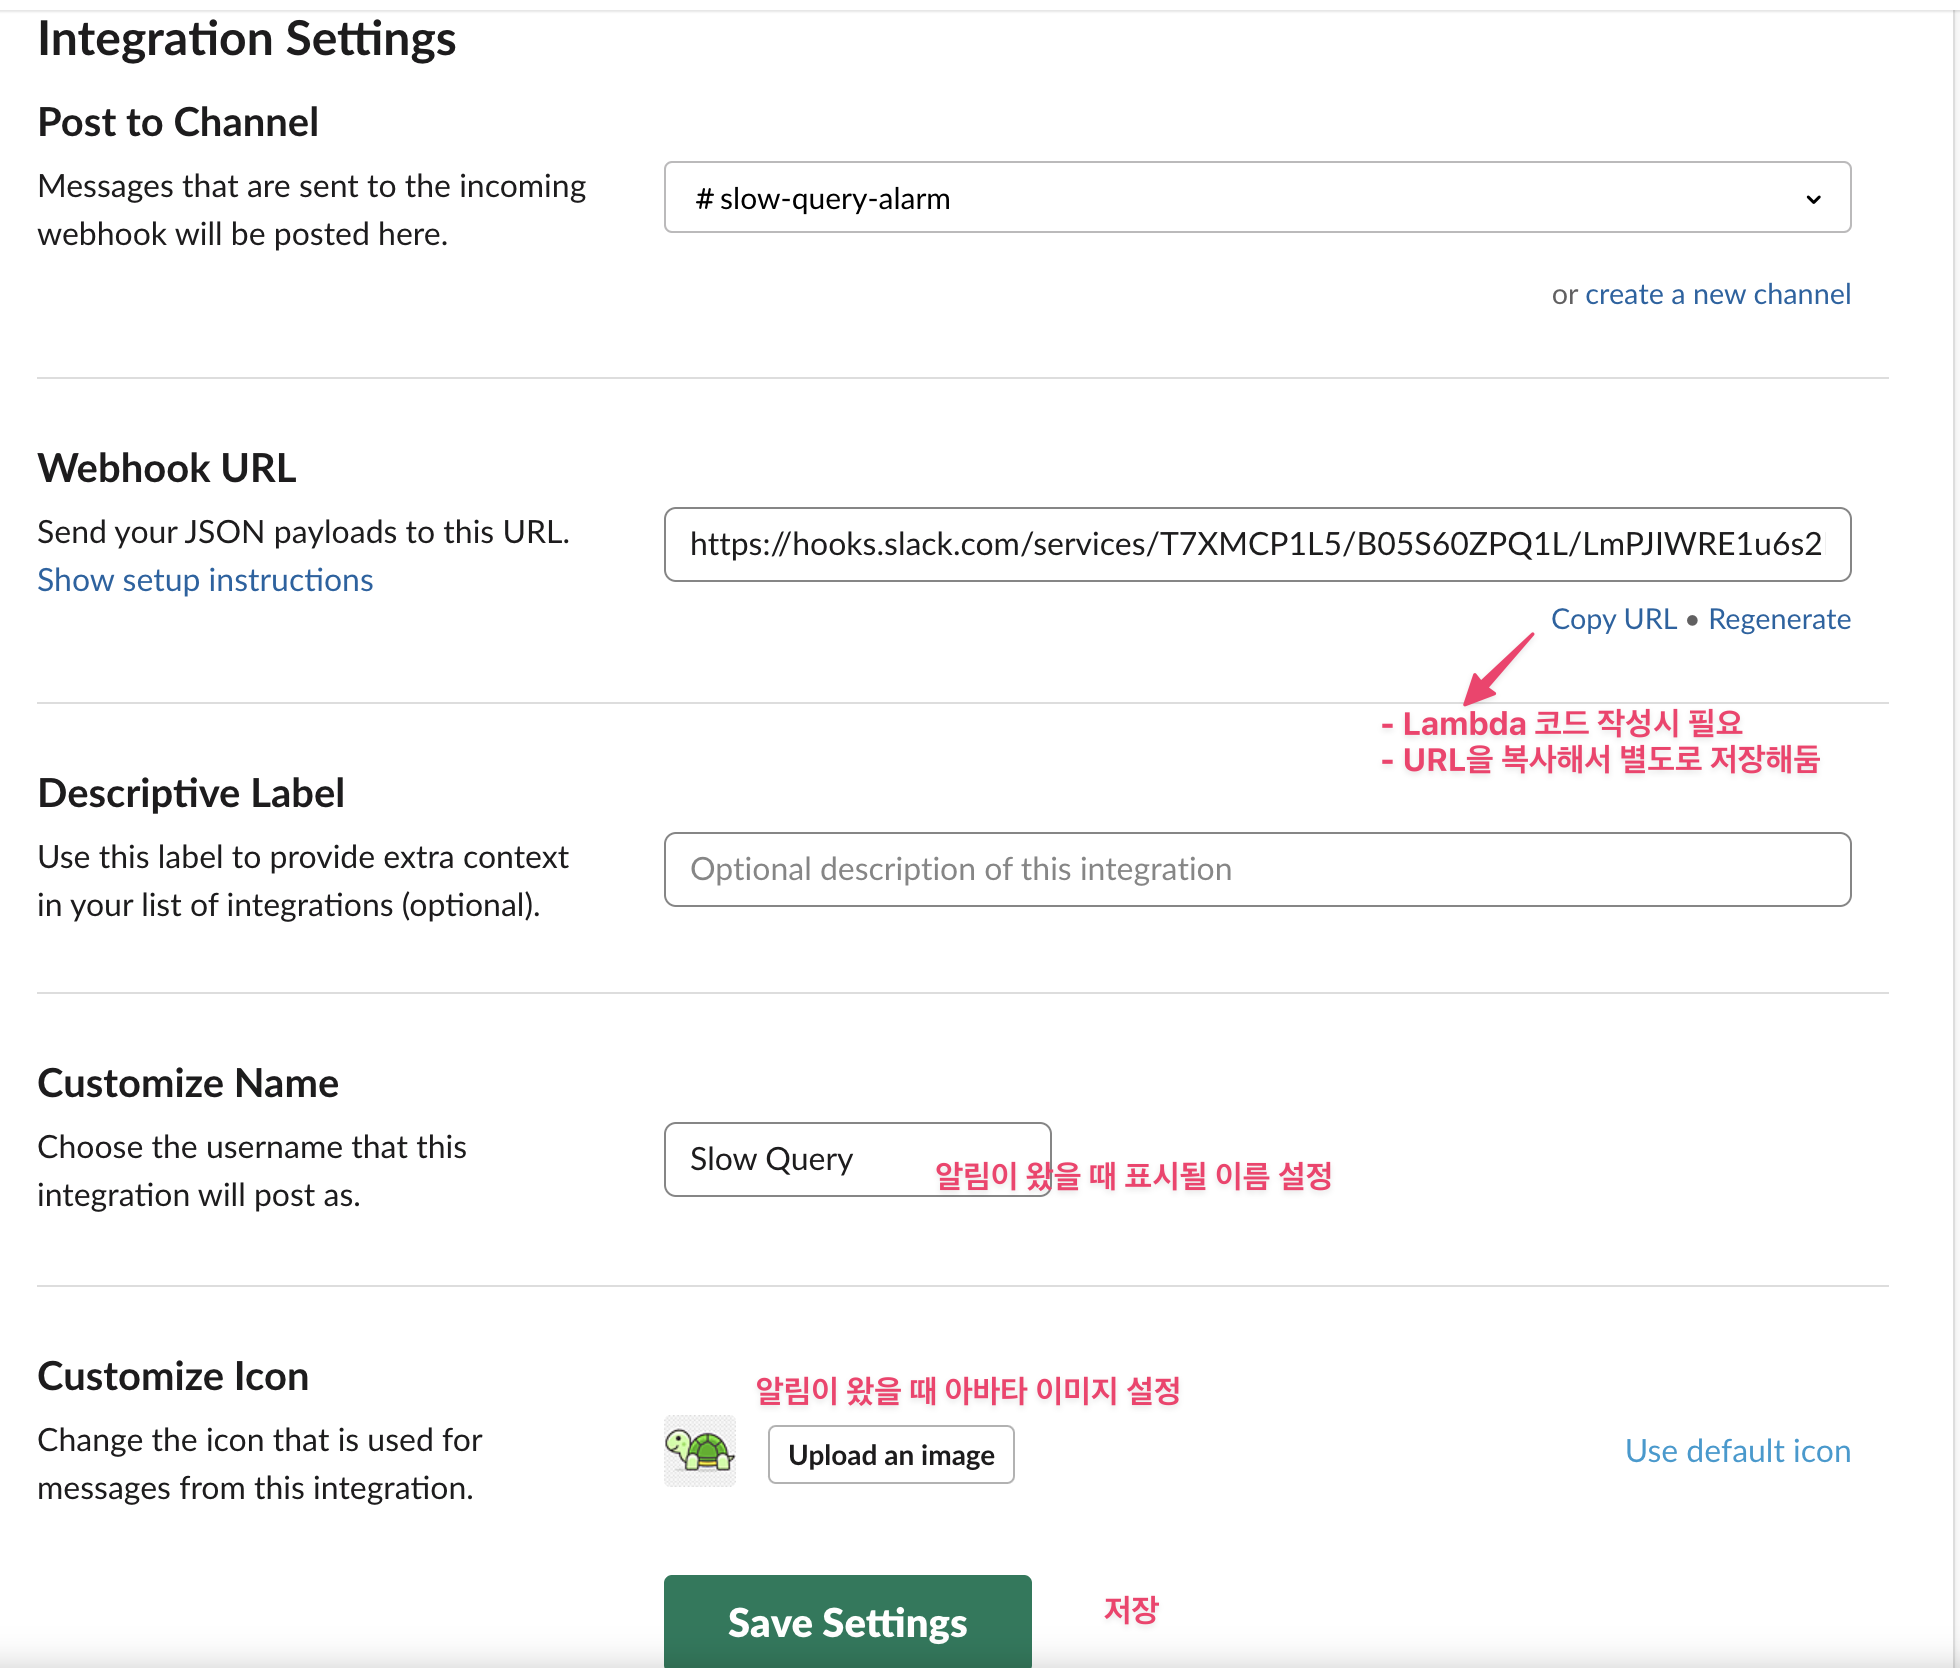 Integration Settings
Post to Channel
Messages that are sent to the incoming
webhook will be posted here.
# slow-query-alarm
or create a new channel
Webhook URL
Send your JSON payloads to this URL.
Show setup instructions
https://hooks.slack.com/services/T7XMCP1L5/B05S60ZPQ1L/LmPJIWRE1u6s2
Copy URL • Regenerate
- Lambda 코드 작성시 필요
- URL을 복사해서 별도로 저장해둠
Descriptive Label
Use this label to provide extra context
in your list of integrations (optional).
Optional description of this integration
Customize Name
Choose the username that this
integration will post as.
Slow Query
알림이 왔을 때 표시될 이름 설정
Customize Icon
Change the icon that is used for
messages from this integration.
알림이 왔을 때 아바타 이미지 설정
Upload an image
Use default icon
Save Settings
저장